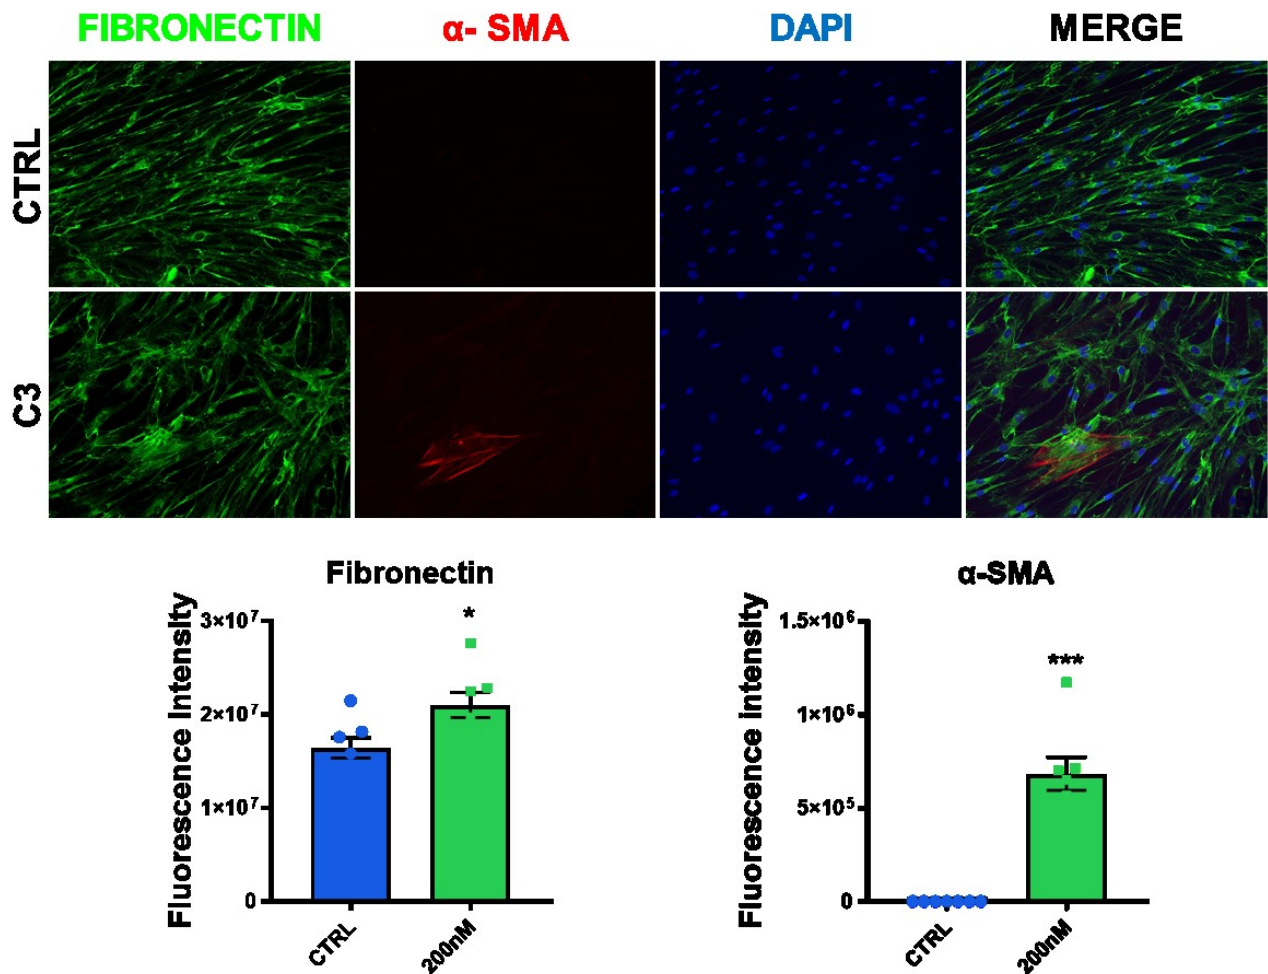 FIBRONECTIN α- SMA DAPI MERGE
CTRL
C3
Fibronectin
Fluorescence Intensity
3×10⁷
2×10⁷
1×10⁷
0
*
CTRL
200nM
α-SMA
Fluorescence Intensity
1.5×10⁶
1×10⁶
5×10⁵
0
***
CTRL
200nM